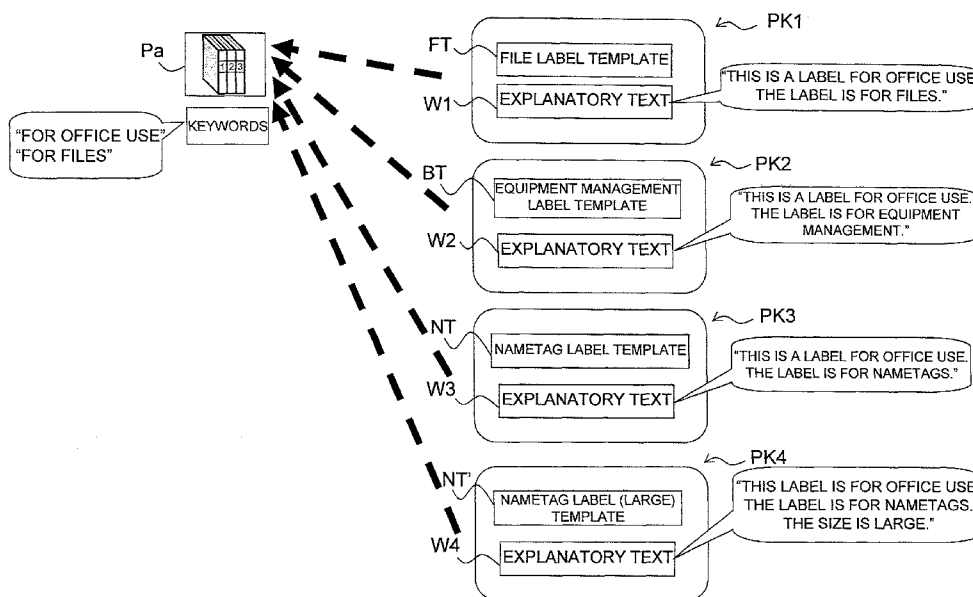 Pa
1 2 3
KEYWORDS
"FOR OFFICE USE"
"FOR FILES"
PK1
FT
FILE LABEL TEMPLATE
W1
EXPLANATORY TEXT
"THIS IS A LABEL FOR OFFICE USE.
THE LABEL IS FOR FILES."
PK2
BT
EQUIPMENT MANAGEMENT
LABEL TEMPLATE
W2
EXPLANATORY TEXT
"THIS IS A LABEL FOR OFFICE USE.
THE LABEL IS FOR EQUIPMENT
MANAGEMENT."
PK3
NT
NAMETAG LABEL TEMPLATE
W3
EXPLANATORY TEXT
"THIS IS A LABEL FOR OFFICE USE.
THE LABEL IS FOR NAMETAGS."
PK4
NT'
NAMETAG LABEL (LARGE)
TEMPLATE
W4
EXPLANATORY TEXT
"THIS LABEL IS FOR OFFICE USE.
THE LABEL IS FOR NAMETAGS.
THE SIZE IS LARGE."